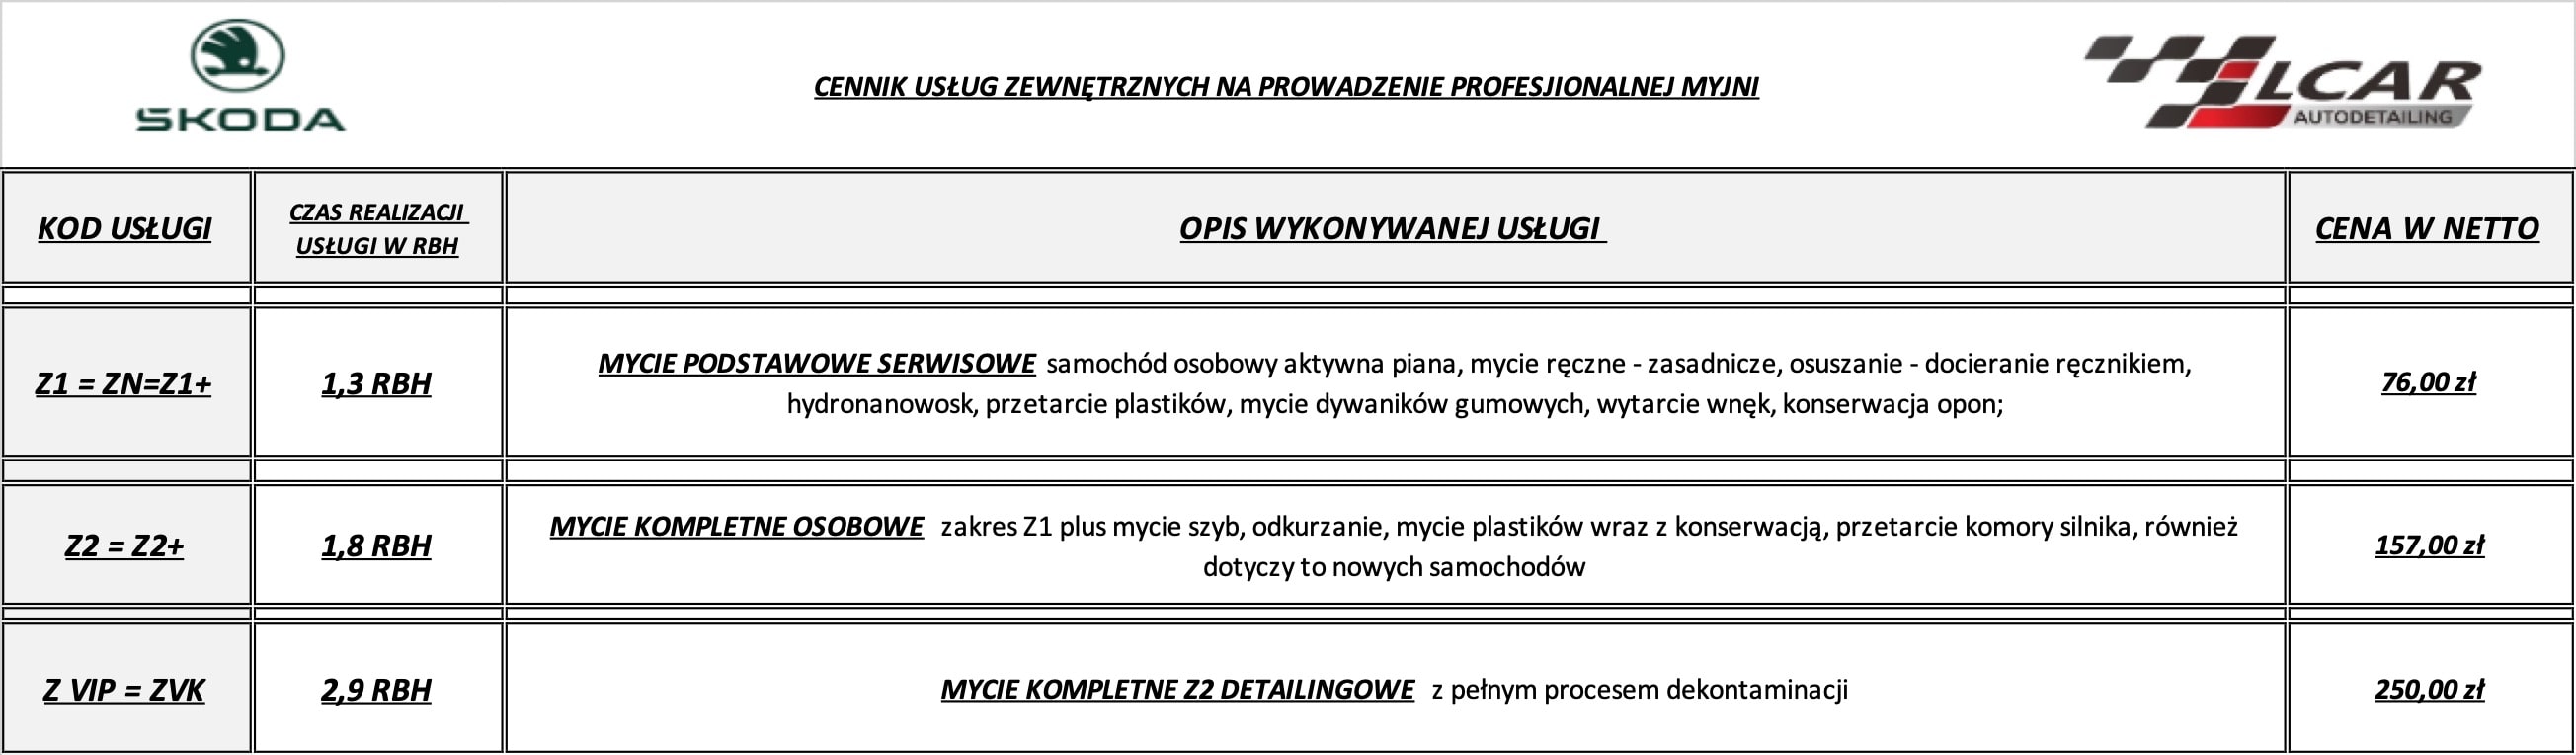 ŠKODA
CENNIK USŁUG ZEWNĘTRZNYCH NA PROWADZENIE PROFESJIONALNEJ MYJNI
LCAR
AUTODETAILING
KOD USŁUGI
CZAS REALIZACJI
USŁUGI W RBH
OPIS WYKONYWANEJ USŁUGI
CENA W NETTO
Z1 = ZN=Z1+
1,3 RBH
MYCIE PODSTAWOWE SERWISOWE samochód osobowy aktywna piana, mycie ręczne - zasadnicze, osuszanie - docieranie ręcznikiem,
hydronanowosk, przetarcie plastików, mycie dywaników gumowych, wytarcie wnęk, konserwacja opon;
76,00 zł
Z2 = Z2+
1,8 RBH
MYCIE KOMPLETNE OSOBOWE zakres Z1 plus mycie szyb, odkurzanie, mycie plastików wraz z konserwacją, przetarcie komory silnika, również
dotyczy to nowych samochodów
157,00 zł
Z VIP = ZVK
2,9 RBH
MYCIE KOMPLETNE Z2 DETAILINGOWE z pełnym procesem dekontaminacji
250,00 zł